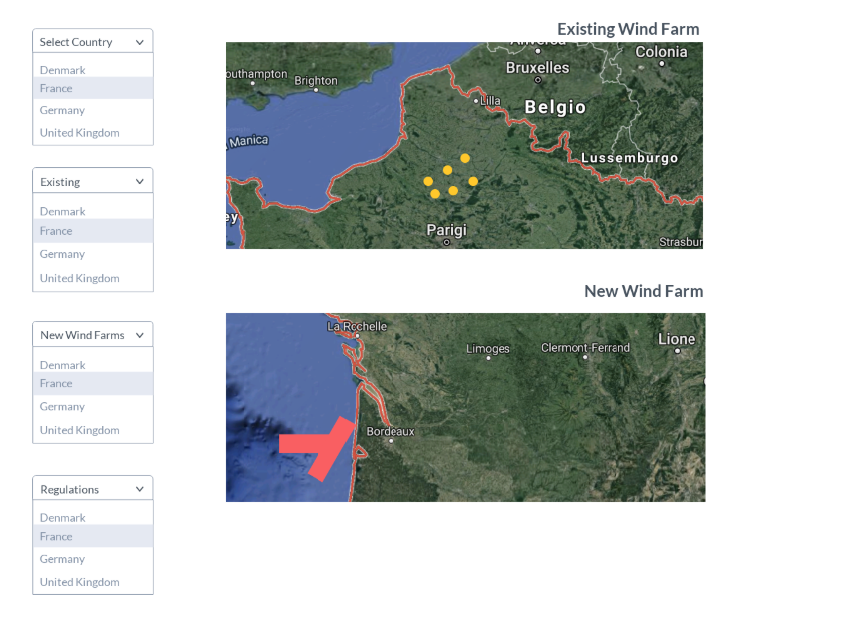 Select Country
Denmark
France
Germany
United Kingdom
Existing
Denmark
France
Germany
United Kingdom
New Wind Farms
Denmark
France
Germany
United Kingdom
Regulations
Denmark
France
Germany
United Kingdom
Existing Wind Farm
Colonia
Bruxelles
outhampton
Brighton
Lilla
Belgio
Manica
Lussemburgo
ey
Parigi
Strasbur
New Wind Farm
La Rochelle
Limoges
Clermont-Ferrand
Lione
Bordeaux